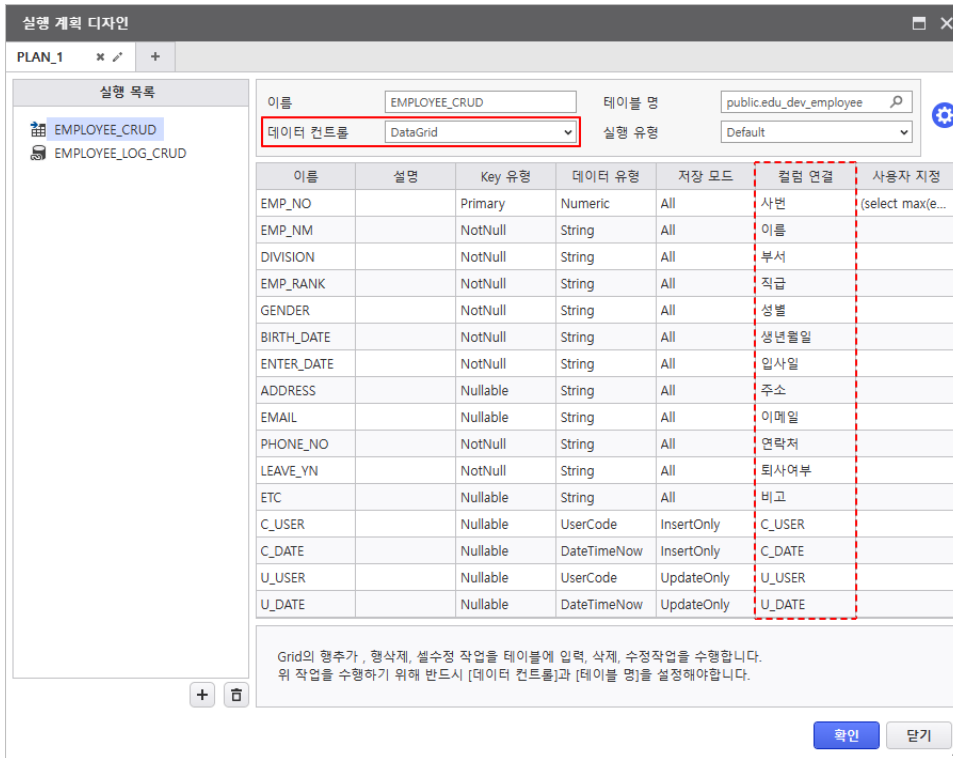 실행 계획 디자인
PLAN_1
실행 목록
EMPLOYEE_CRUD
EMPLOYEE_LOG_CRUD
이름 EMPLOYEE_CRUD 테이블 명 public.edu_dev_employee
데이터 컨트롤 DataGrid 실행 유형 Default
이름 설명 Key 유형 데이터 유형 저장 모드 컬럼 연결 사용자 지정
EMP_NO Primary Numeric All 사번 (select max(e...
EMP_NM NotNull String All 이름
DIVISION NotNull String All 부서
EMP_RANK NotNull String All 직급
GENDER NotNull String All 성별
BIRTH_DATE NotNull String All 생년월일
ENTER_DATE NotNull String All 입사일
ADDRESS Nullable String All 주소
EMAIL Nullable String All 이메일
PHONE_NO NotNull String All 연락처
LEAVE_YN NotNull String All 퇴사여부
ETC Nullable String All 비고
C_USER Nullable UserCode InsertOnly C_USER
C_DATE Nullable DateTimeNow InsertOnly C_DATE
U_USER Nullable UserCode UpdateOnly U_USER
U_DATE Nullable DateTimeNow UpdateOnly U_DATE
Grid의 행추가 , 행삭제, 셀수정 작업을 테이블에 입력, 삭제, 수정작업을 수행합니다.
위 작업을 수행하기 위해 반드시 [데이터 컨트롤]과 [테이블 명]을 설정해야합니다.
확인 닫기